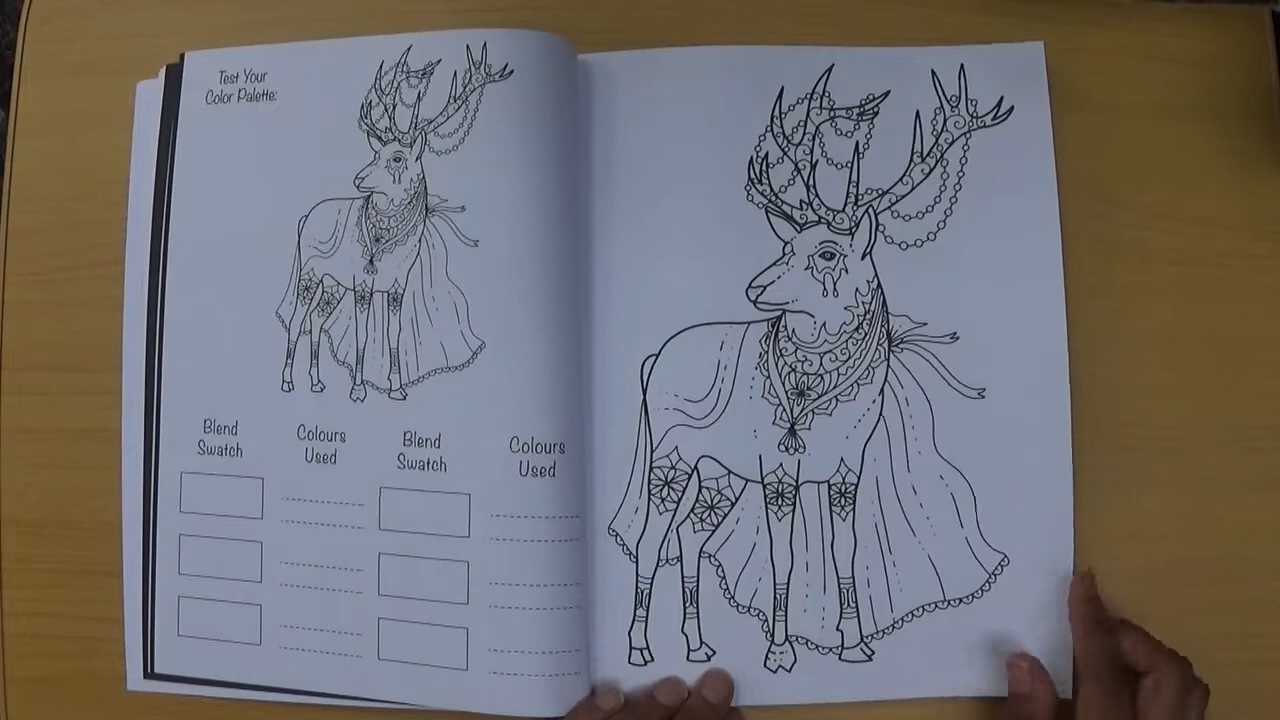 Test Your
Color Palette:
Blend
Swatch
Colours
Used
Blend
Swatch
Colours
Used